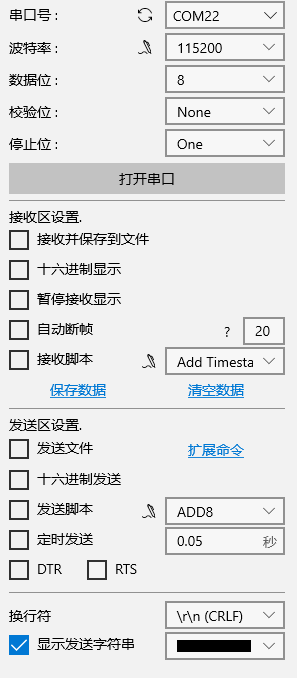 串口号 : COM22
波特率 : 115200
数据位 : 8
校验位 : None
停止位 : One
打开串口
接收区设置.
接收并保存到文件
十六进制显示
暂停接收显示
自动断帧 ? 20
接收脚本 Add Timesta
保存数据 清空数据
发送区设置.
发送文件 扩展命令
十六进制发送
发送脚本 ADD8
定时发送 0.05 秒
DTR RTS
换行符 \r\n (CRLF)
显示发送字符串